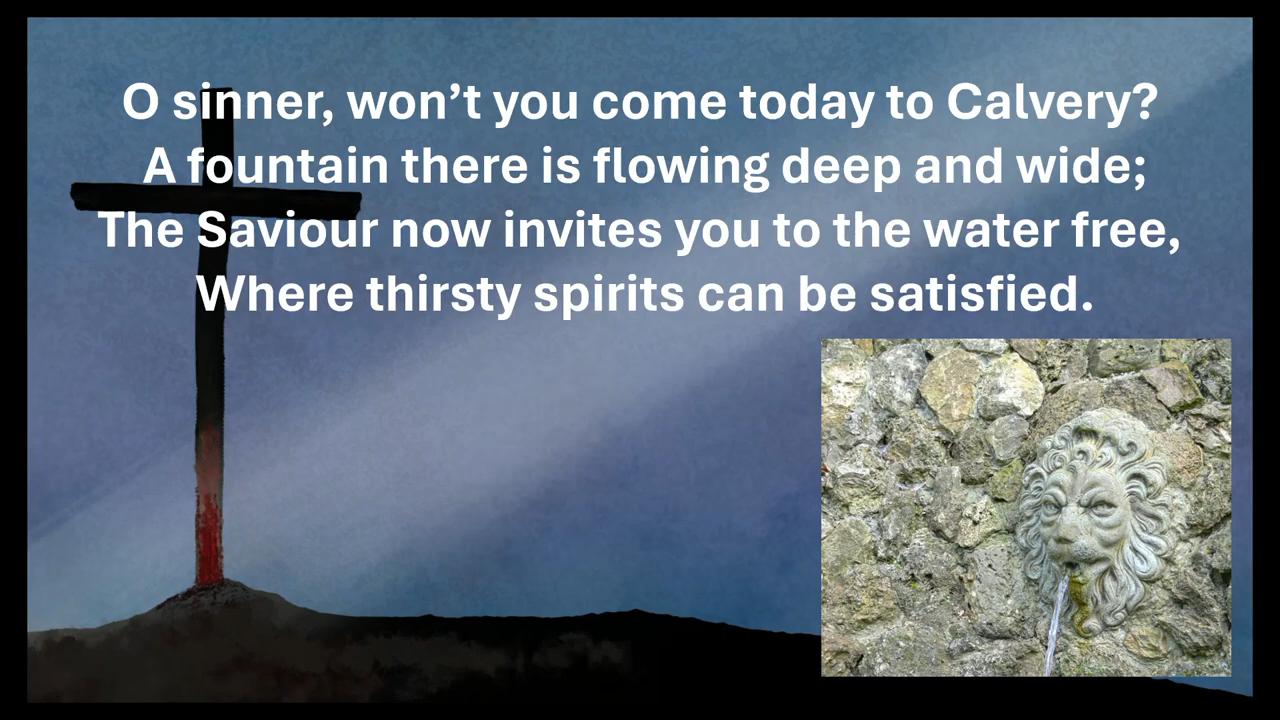 O sinner, won’t you come today to Calvery?
A fountain there is flowing deep and wide;
The Saviour now invites you to the water free,
Where thirsty spirits can be satisfied.